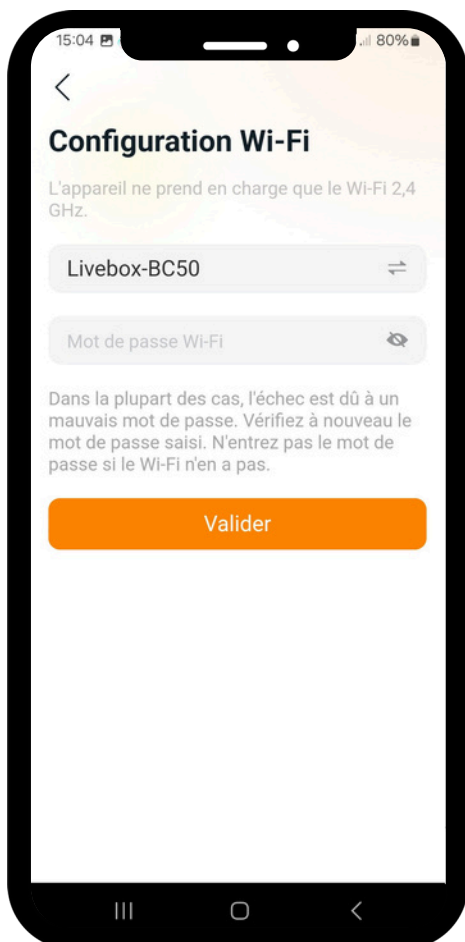 15:04 80%
Configuration Wi-Fi
L'appareil ne prend en charge que le Wi-Fi 2,4
GHz.
Livebox-BC50
Mot de passe Wi-Fi
Dans la plupart des cas, l'échec est dû à un
mauvais mot de passe. Vérifiez à nouveau le
mot de passe saisi. N'entrez pas le mot de
passe si le Wi-Fi n'en a pas.
Valider